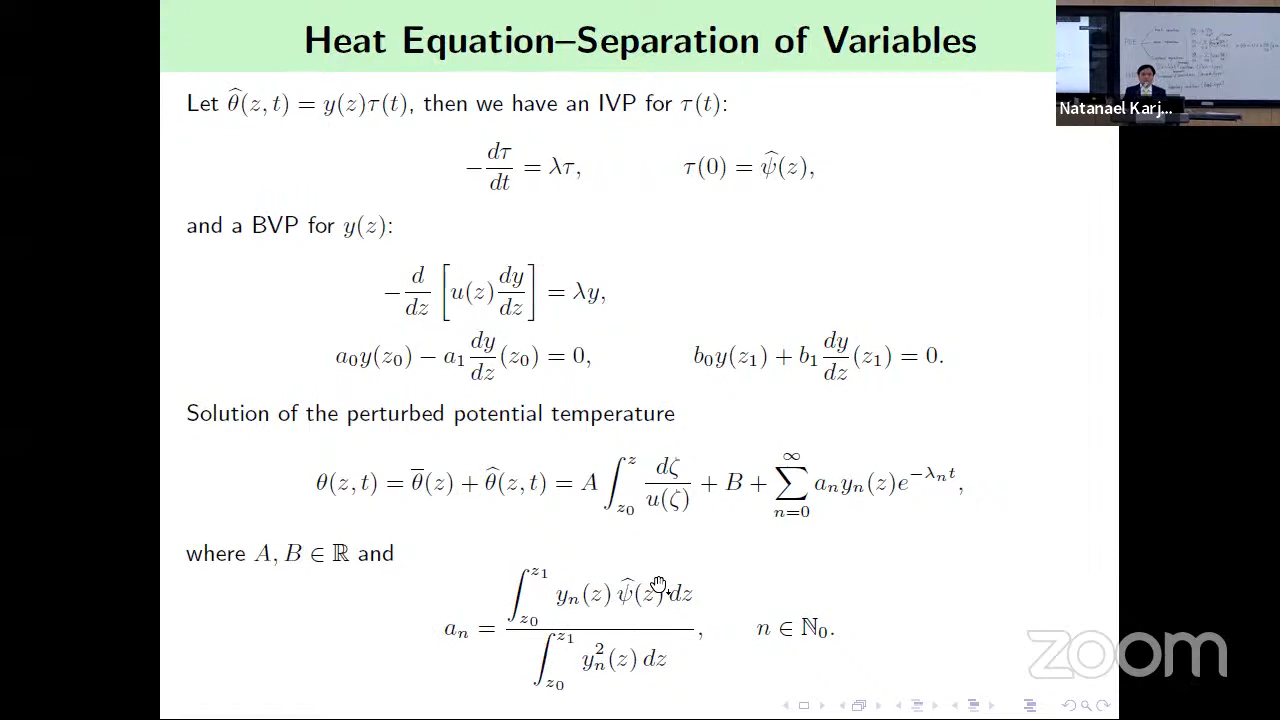 Heat Equation–Separation of Variables
Let θ̂(z, t) = y(z)τ(t), then we have an IVP for τ(t):
−dτ/dt = λτ, τ(0) = ψ̂(z),
and a BVP for y(z):
−d/dz [u(z) dy/dz] = λy,
a₀y(z₀) − a₁ dy/dz (z₀) = 0, b₀y(z₁) + b₁ dy/dz (z₁) = 0.
Solution of the perturbed potential temperature
θ(z, t) = θ̅(z) + θ̂(z, t) = A ∫_{z₀}^{z} dζ/u(ζ) + B + ∑_{n=0}^{∞} aₙyₙ(z)e^{−λₙt},
where A, B ∈ ℝ and
aₙ = ∫_{z₀}^{z₁} yₙ(z) ψ̂(z) dz / ∫_{z₀}^{z₁} yₙ²(z) dz, n ∈ ℕ₀.
Natanael Karj...
zoom